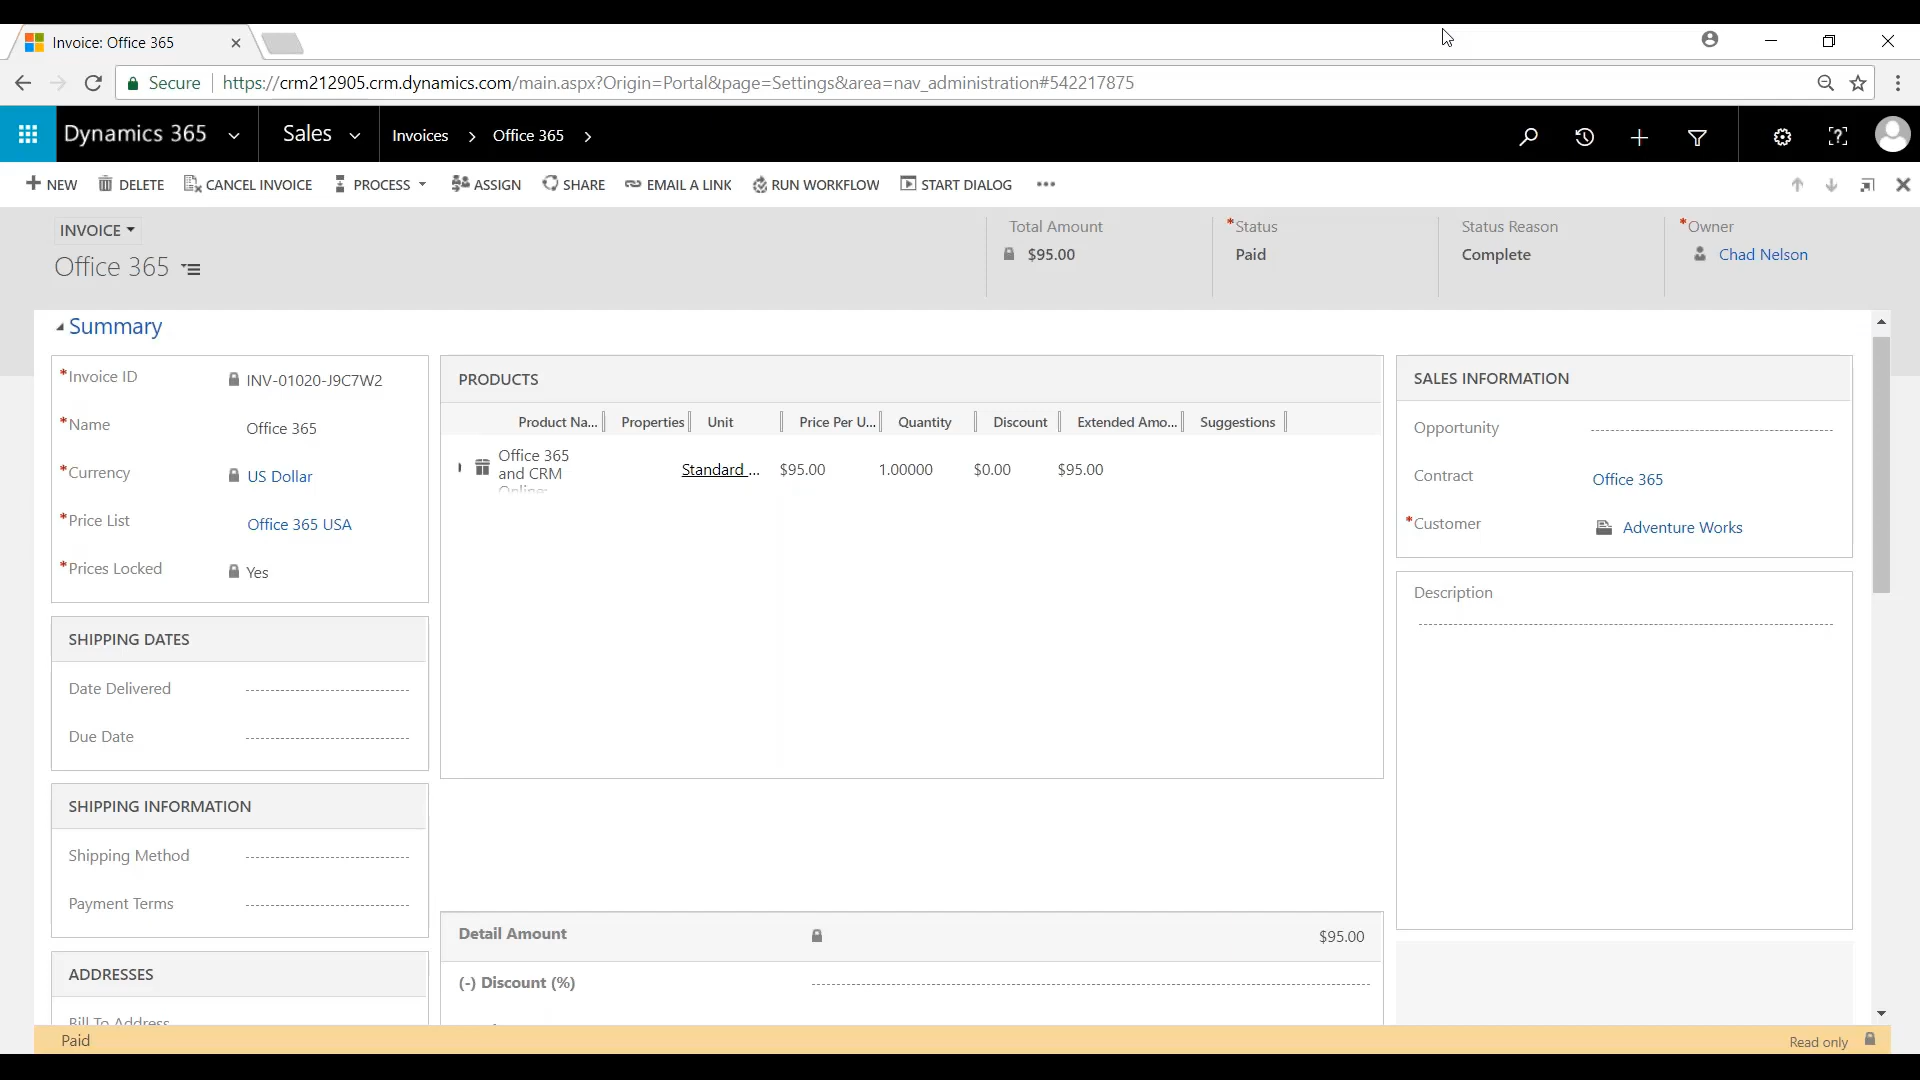 Invoice: Office 365
Secure https://crm212905.crm.dynamics.com/main.aspx?Origin=Portal&page=Settings&area=nav_administration#542217875
Dynamics 365 Sales Invoices > Office 365 >
NEW DELETE CANCEL INVOICE PROCESS ASSIGN SHARE EMAIL A LINK RUN WORKFLOW START DIALOG
INVOICE
Office 365
Total Amount
$95.00
*Status
Paid
Status Reason
Complete
*Owner
Chad Nelson
Summary
*Invoice ID INV-01020-J9C7W2
*Name Office 365
*Currency US Dollar
*Price List Office 365 USA
*Prices Locked Yes
SHIPPING DATES
Date Delivered
Due Date
SHIPPING INFORMATION
Shipping Method
Payment Terms
ADDRESSES
Bill To Address
PRODUCTS
Product Na... Properties Unit Price Per U... Quantity Discount Extended Amo... Suggestions
Office 365
and CRM
Online:
Standard ... $95.00 1.00000 $0.00 $95.00
Detail Amount $95.00
(-) Discount (%)
SALES INFORMATION
Opportunity
Contract Office 365
*Customer Adventure Works
Description
Paid
Read only